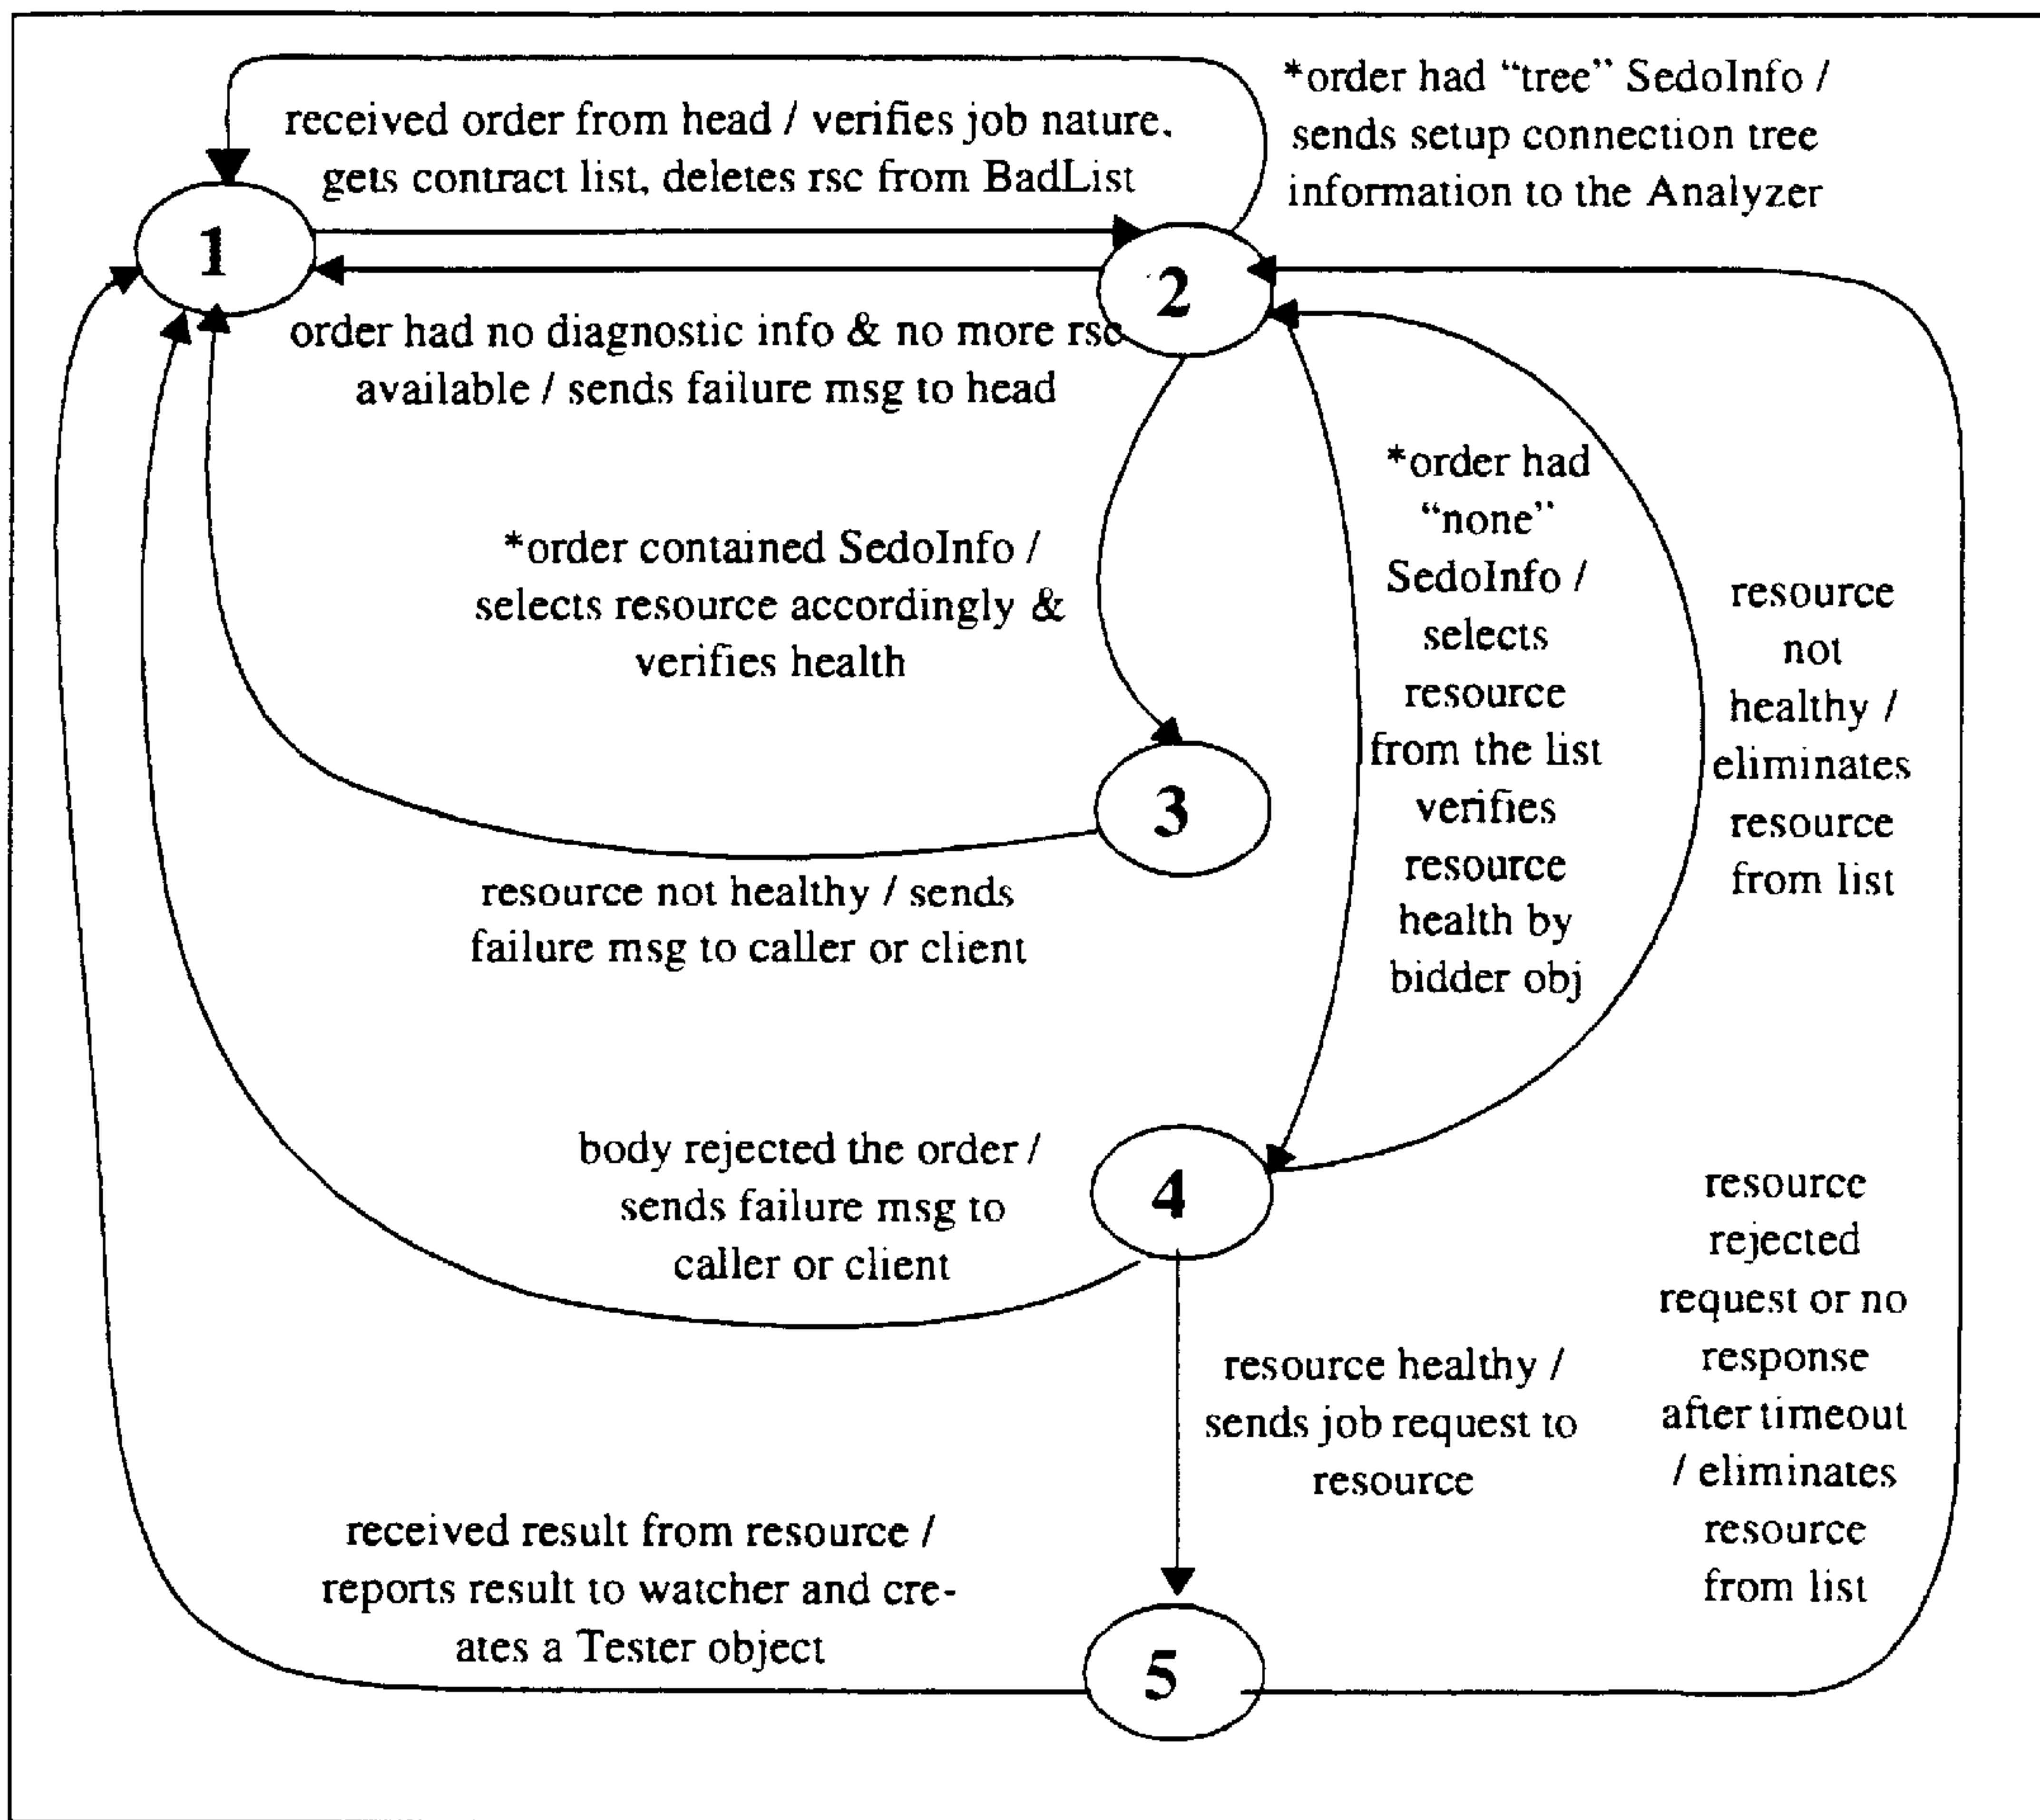 *order had “tree” SedoInfo /
sends setup connection tree
information to the Analyzer
received order from head / verifies job nature,
gets contract list, deletes rsc from BadList
1
2
order had no diagnostic info & no more rsc
available / sends failure msg to head
*order had
“none”
SedoInfo /
selects
resource
from the list
verifies
resource
health by
bidder obj
resource
not
healthy /
eliminates
resource
from list
*order contained SedoInfo /
selects resource accordingly &
verifies health
3
resource not healthy / sends
failure msg to caller or client
body rejected the order /
sends failure msg to
caller or client
4
resource
rejected
request or no
response
after timeout
/ eliminates
resource
from list
resource healthy /
sends job request to
resource
received result from resource /
reports result to watcher and cre-
ates a Tester object
5